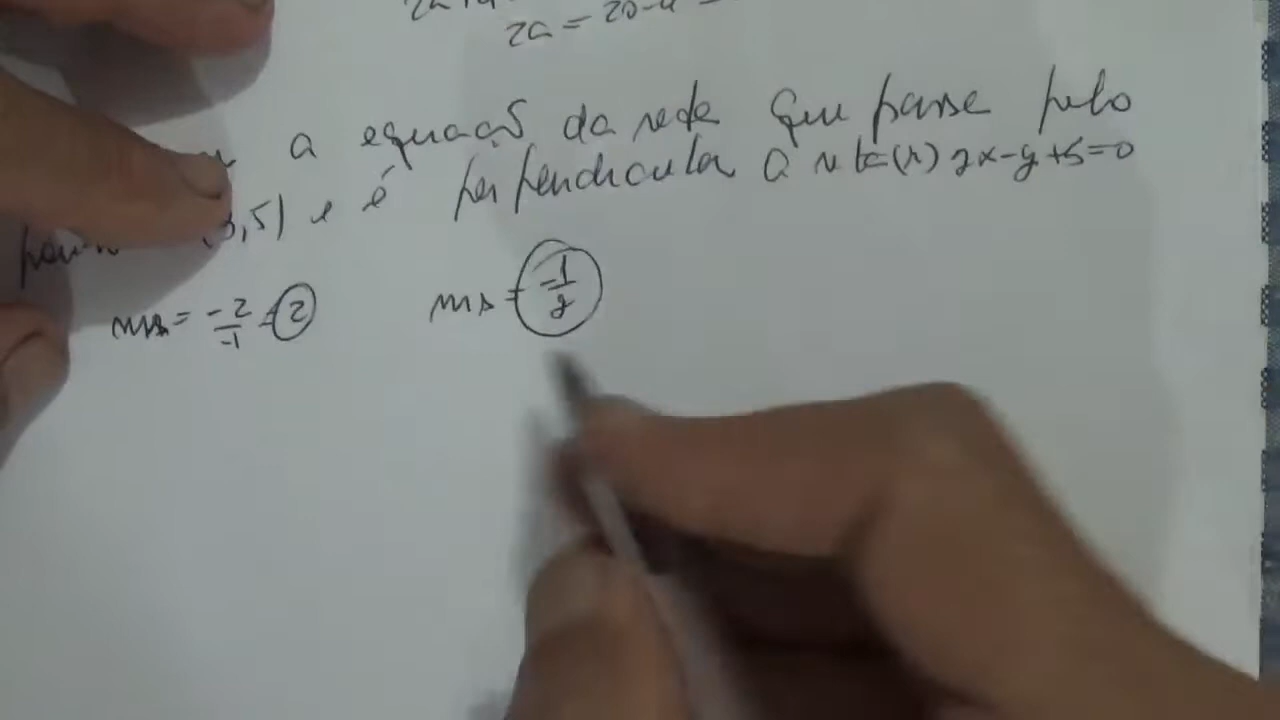 2a = 20-4
a equação da reta que passe pelo
(3,5) e é perpendicular a reta (r) 2x-y+5=0
mr = -2/-1 = 2 ms = -1/2